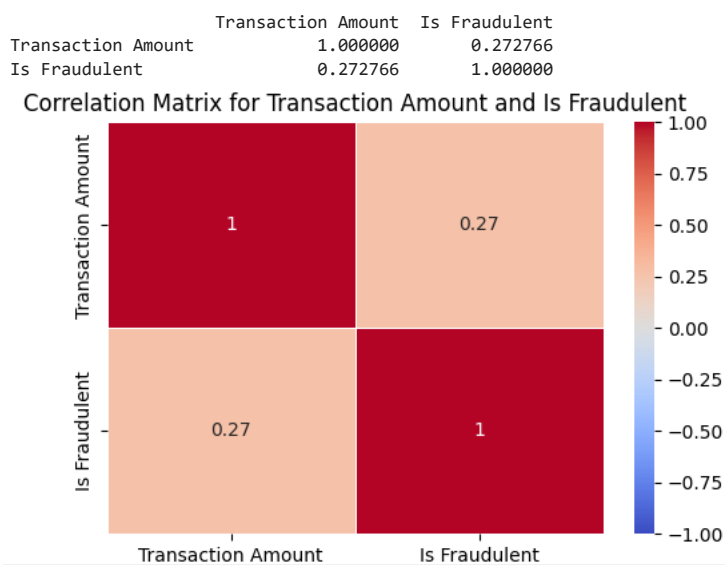 Transaction Amount  Is Fraudulent
Transaction Amount 1.000000 0.272766
Is Fraudulent 0.272766 1.000000
Correlation Matrix for Transaction Amount and Is Fraudulent
Transaction Amount
Is Fraudulent
1
0.27
0.27
1
Transaction Amount
Is Fraudulent
1.00
0.75
0.50
0.25
0.00
−0.25
−0.50
−0.75
−1.00